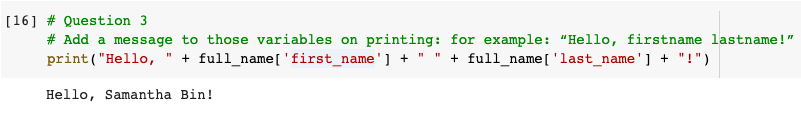 [16] # Question 3
# Add a message to those variables on printing: for example: “Hello, firstname lastname!”
print("Hello, " + full_name['first_name'] + " " + full_name['last_name'] + "!")
Hello, Samantha Bin!